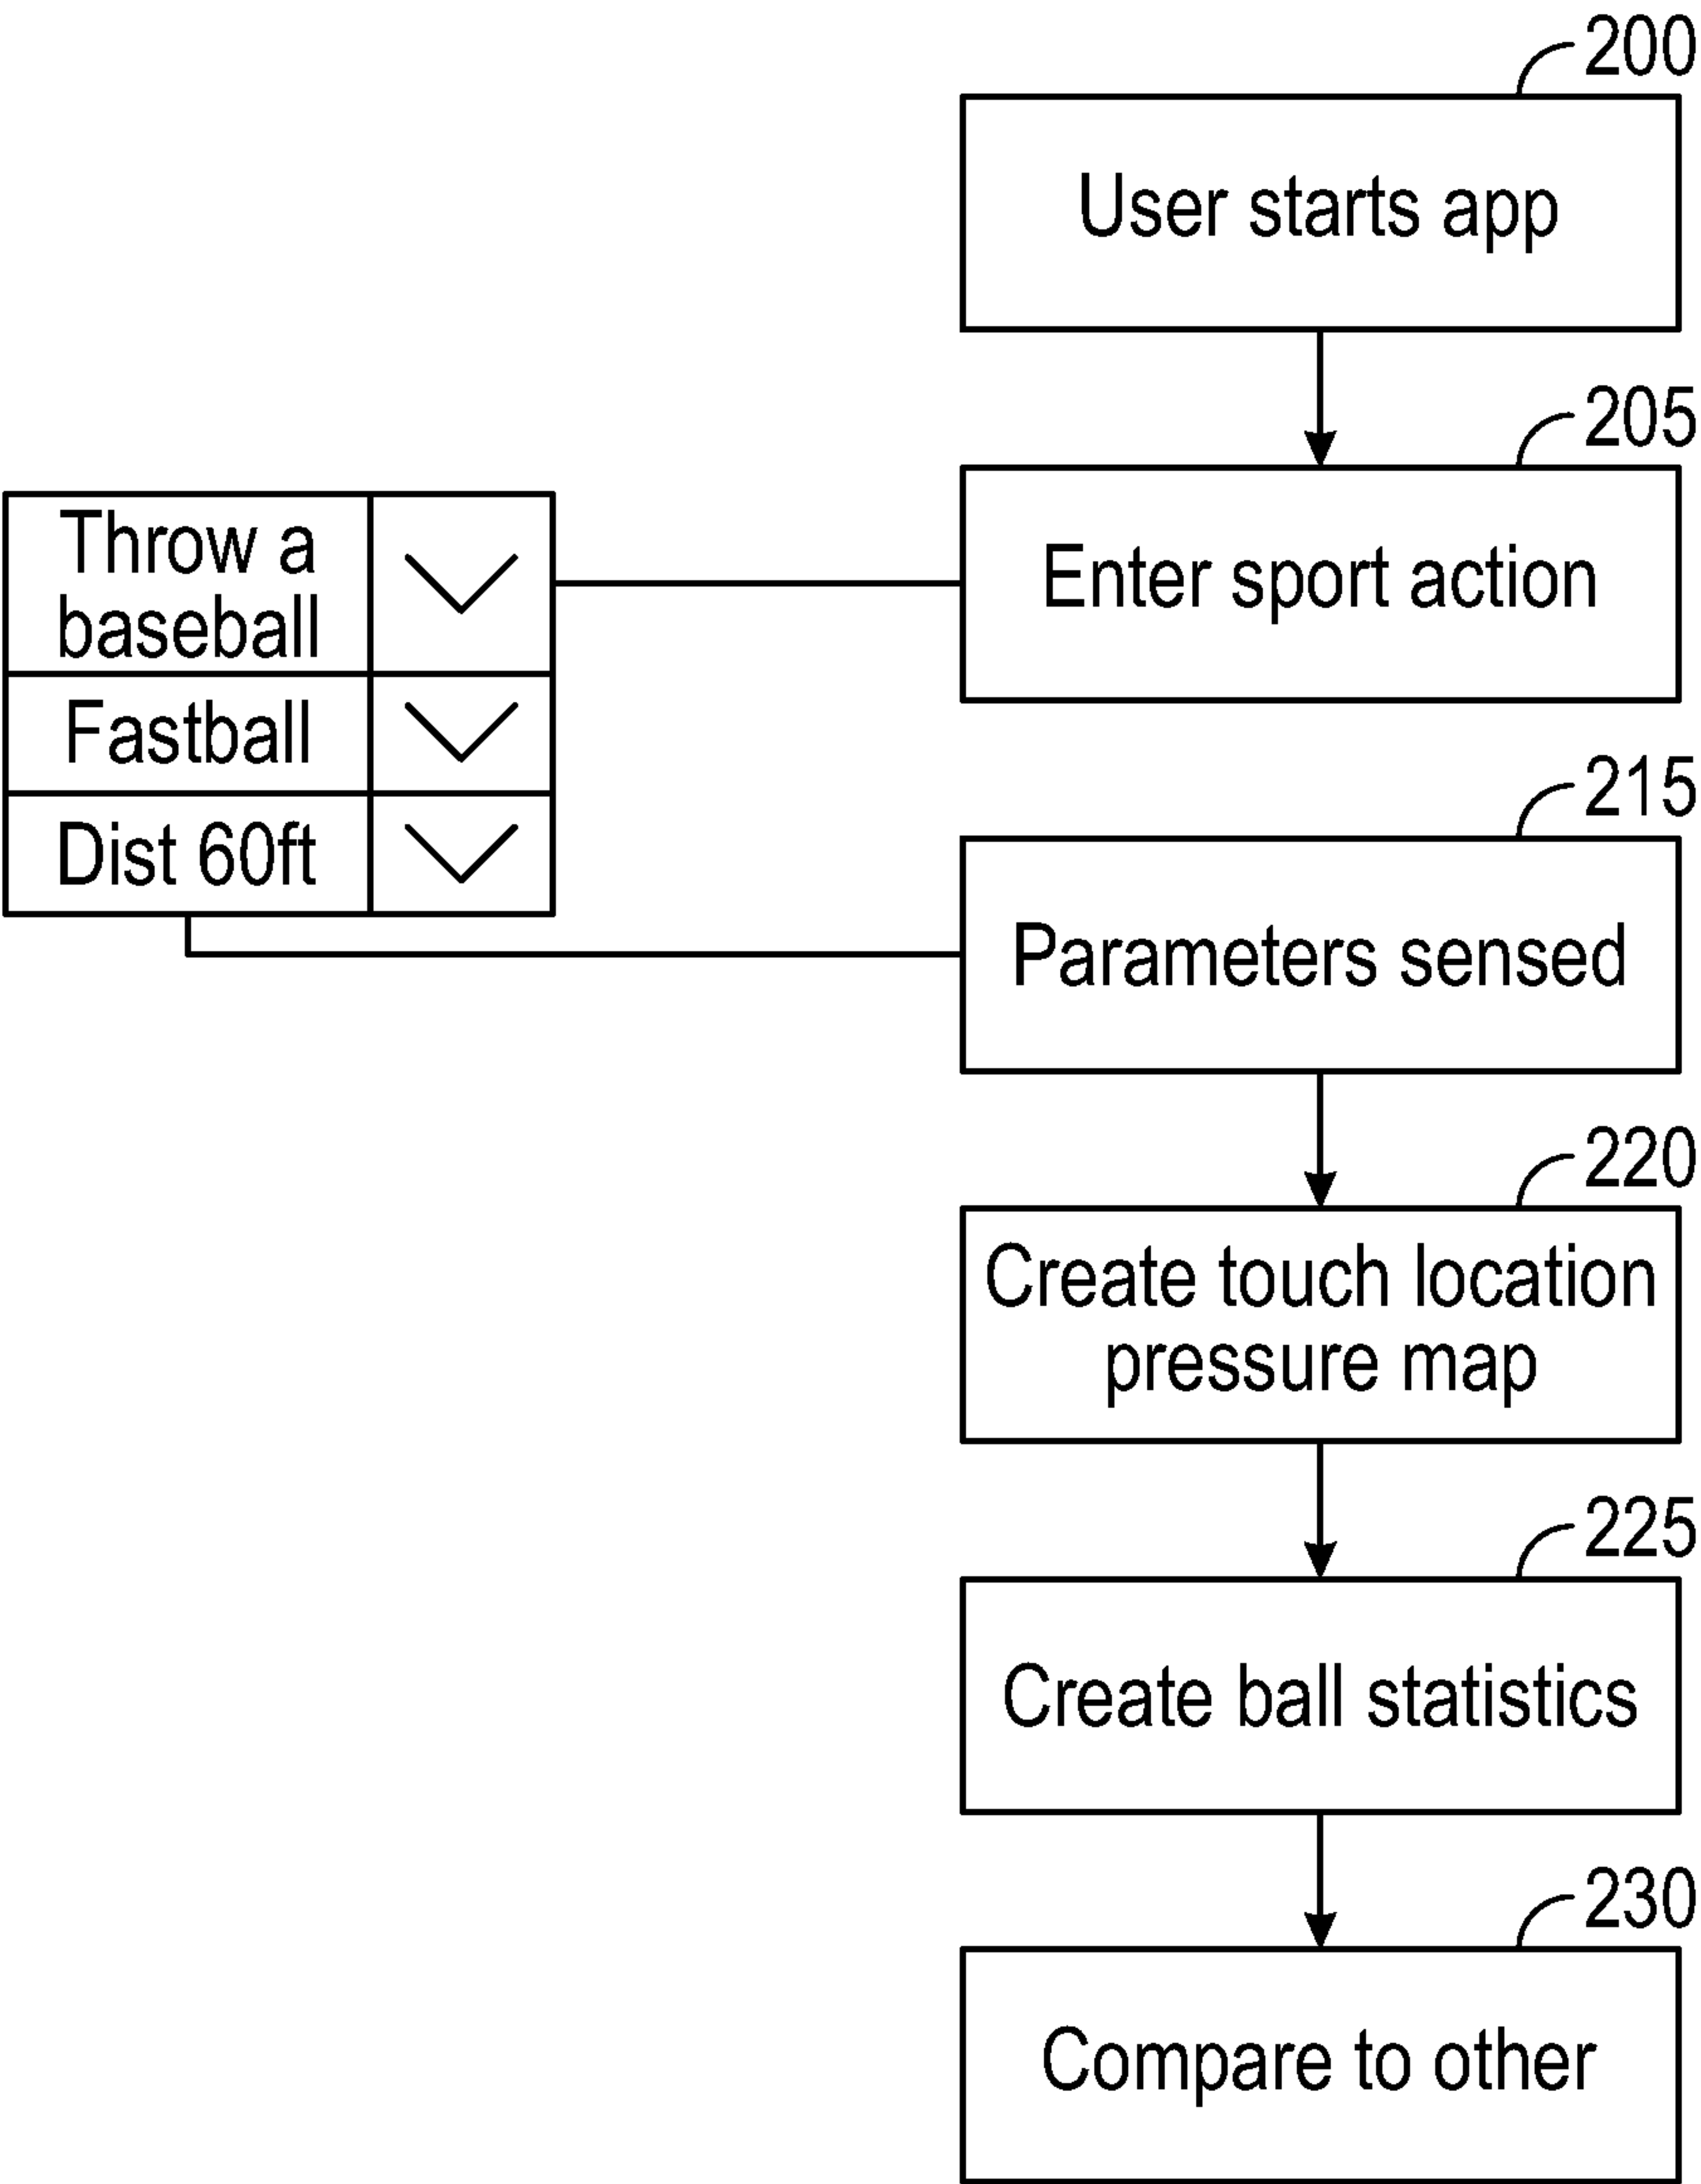 200
User starts app
205
Enter sport action
Throw a
baseball
Fastball
Dist 60ft
215
Parameters sensed
220
Create touch location
pressure map
225
Create ball statistics
230
Compare to other